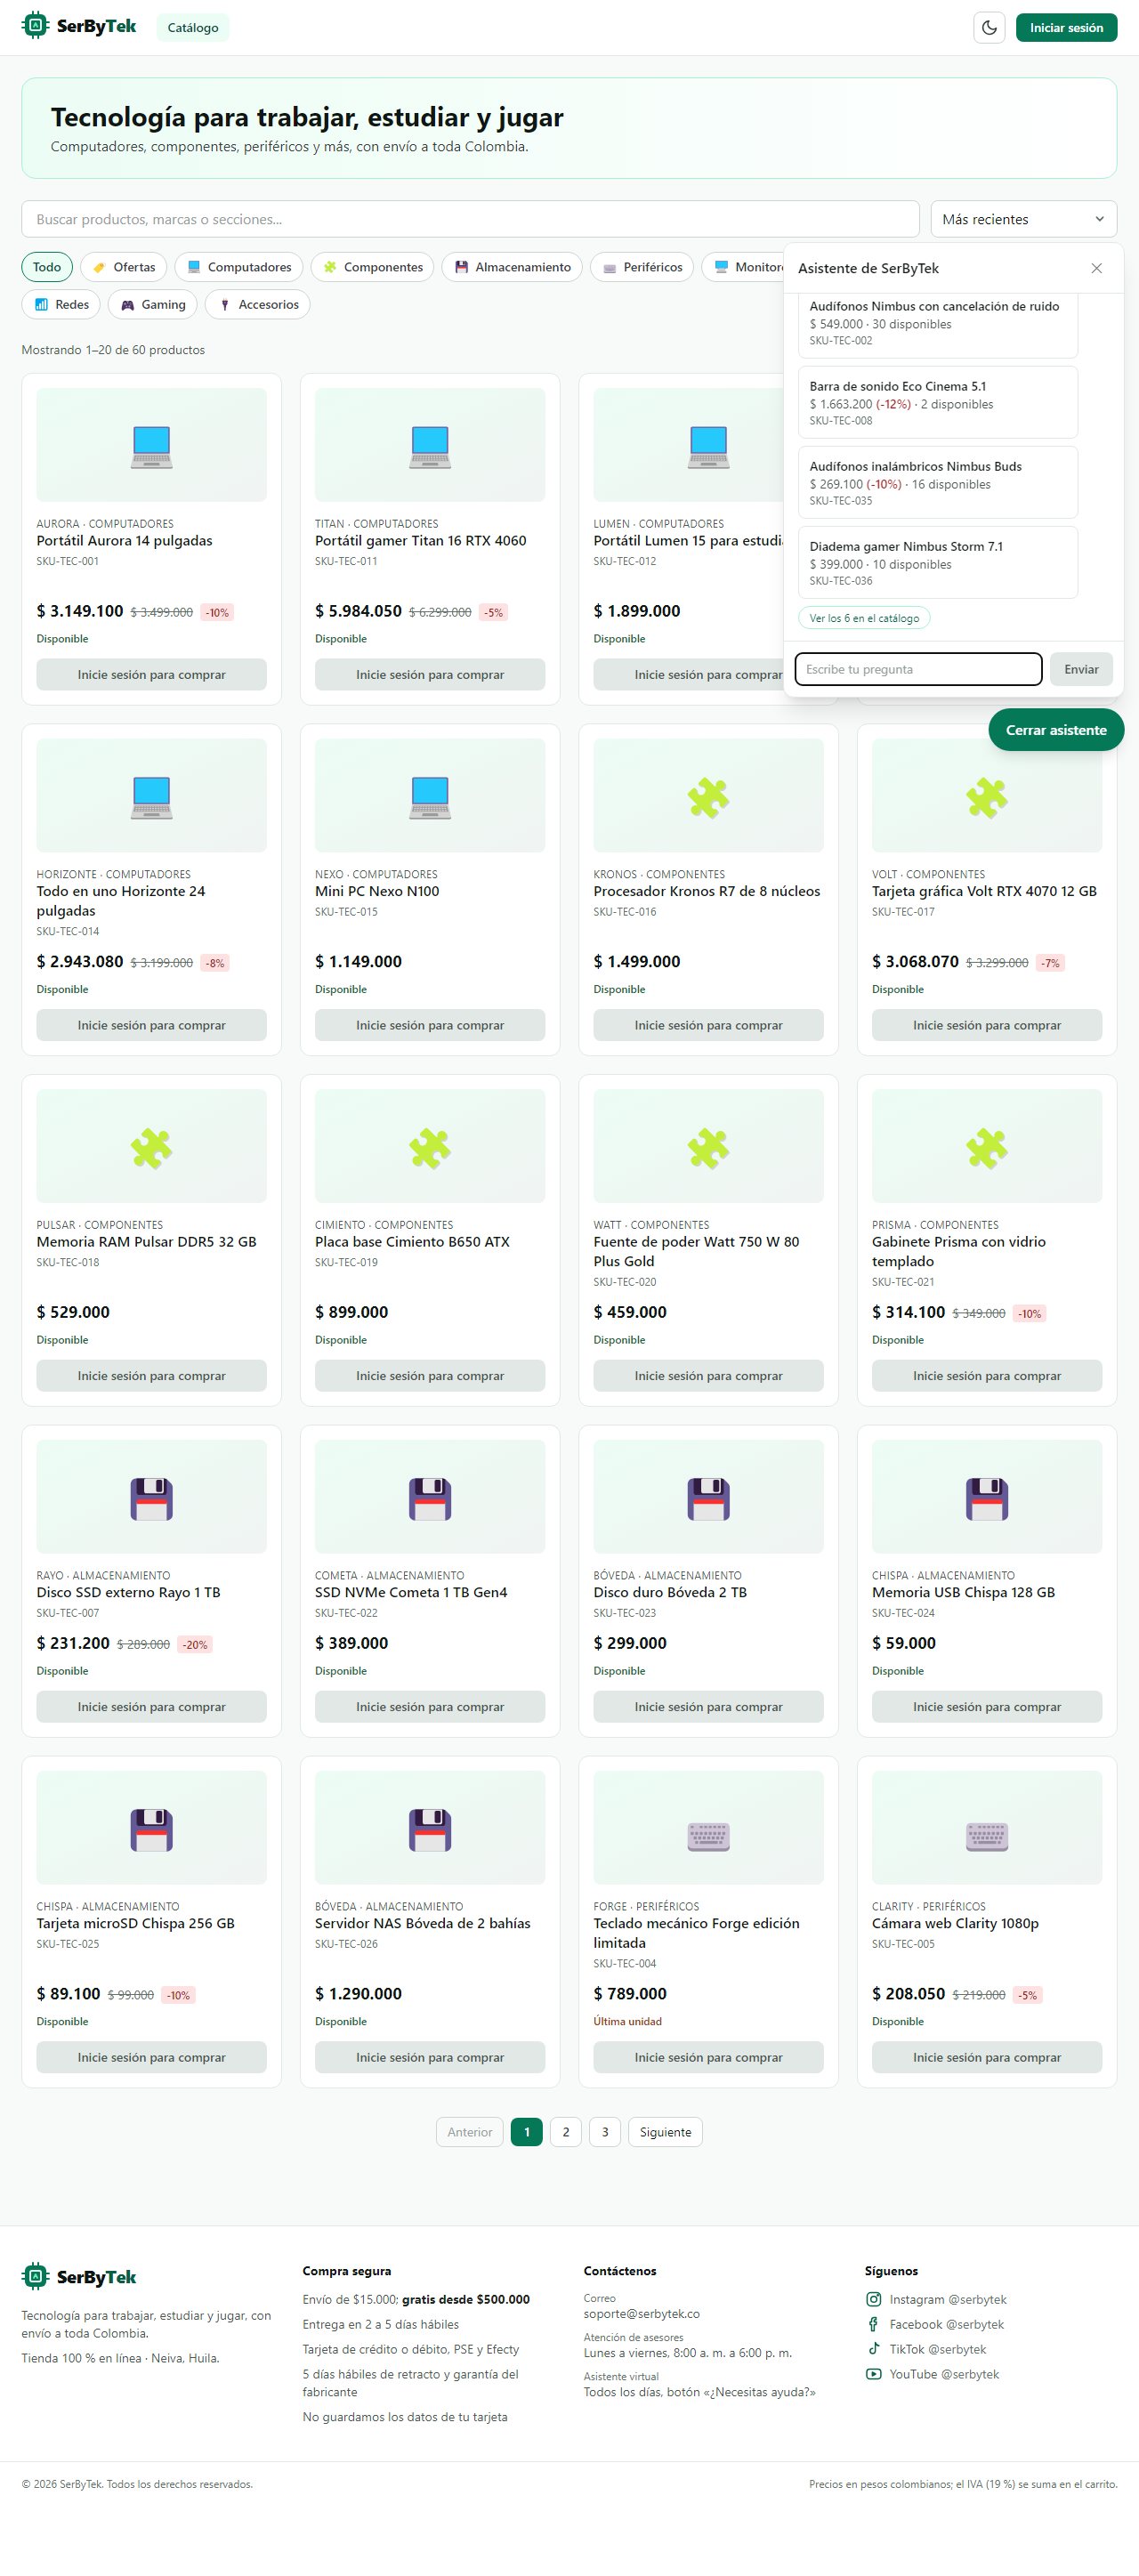 SerByTek
Catálogo
Iniciar sesión
Tecnología para trabajar, estudiar y jugar
Computadores, componentes, periféricos y más, con envío a toda Colombia.
Buscar productos, marcas o secciones...
Más recientes
Todo
Ofertas
Computadores
Componentes
Almacenamiento
Periféricos
Redes
Gaming
Accesorios
Mostrando 1–20 de 60 productos
Asistente de SerByTek
Audífonos Nimbus con cancelación de ruido
$ 549.000 · 30 disponibles
SKU-TEC-002
Barra de sonido Eco Cinema 5.1
$ 1.663.200 (-12%) · 2 disponibles
SKU-TEC-008
Audífonos inalámbricos Nimbus Buds
$ 269.100 (-10%) · 16 disponibles
SKU-TEC-035
Diadema gamer Nimbus Storm 7.1
$ 399.000 · 10 disponibles
SKU-TEC-036
Ver los 6 en el catálogo
Escribe tu pregunta
Enviar
Cerrar asistente
AURORA · COMPUTADORES
Portátil Aurora 14 pulgadas
SKU-TEC-001
$ 3.149.100 $ 3.499.000 -10%
Disponible
Inicie sesión para comprar
TITAN · COMPUTADORES
Portátil gamer Titan 16 RTX 4060
SKU-TEC-011
$ 5.984.050 $ 6.299.000 -5%
Disponible
Inicie sesión para comprar
LUMEN · COMPUTADORES
Portátil Lumen 15 para
SKU-TEC-012
$ 1.899.000
Disponible
Inicie sesión para comprar
HORIZONTE · COMPUTADORES
Todo en uno Horizonte 24
pulgadas
SKU-TEC-014
$ 2.943.080 $ 3.199.000 -8%
Disponible
Inicie sesión para comprar
NEXO · COMPUTADORES
Mini PC Nexo N100
SKU-TEC-015
$ 1.149.000
Disponible
Inicie sesión para comprar
KRONOS · COMPONENTES
Procesador Kronos R7 de 8 núcleos
SKU-TEC-016
$ 1.499.000
Disponible
Inicie sesión para comprar
VOLT · COMPONENTES
Tarjeta gráfica Volt RTX 4070 12 GB
SKU-TEC-017
$ 3.068.070 $ 3.299.000 -7%
Disponible
Inicie sesión para comprar
PULSAR · COMPONENTES
Memoria RAM Pulsar DDR5 32 GB
SKU-TEC-018
$ 529.000
Disponible
Inicie sesión para comprar
CIMIENTO · COMPONENTES
Placa base Cimiento B650 ATX
SKU-TEC-019
$ 899.000
Disponible
Inicie sesión para comprar
WATT · COMPONENTES
Fuente de poder Watt 750 W 80
Plus Gold
SKU-TEC-020
$ 459.000
Disponible
Inicie sesión para comprar
PRISMA · COMPONENTES
Gabinete Prisma con vidrio
templado
SKU-TEC-021
$ 314.100 $ 349.000 -10%
Disponible
Inicie sesión para comprar
RAYO · ALMACENAMIENTO
Disco SSD externo Rayo 1 TB
SKU-TEC-007
$ 231.200 $ 289.000 -20%
Disponible
Inicie sesión para comprar
COMETA · ALMACENAMIENTO
SSD NVMe Cometa 1 TB Gen4
SKU-TEC-022
$ 389.000
Disponible
Inicie sesión para comprar
BÓVEDA · ALMACENAMIENTO
Disco duro Bóveda 2 TB
SKU-TEC-023
$ 299.000
Disponible
Inicie sesión para comprar
CHISPA · ALMACENAMIENTO
Memoria USB Chispa 128 GB
SKU-TEC-024
$ 59.000
Disponible
Inicie sesión para comprar
CHISPA · ALMACENAMIENTO
Tarjeta microSD Chispa 256 GB
SKU-TEC-025
$ 89.100 $ 99.000 -10%
Disponible
Inicie sesión para comprar
BÓVEDA · ALMACENAMIENTO
Servidor NAS Bóveda de 2 bahías
SKU-TEC-026
$ 1.290.000
Disponible
Inicie sesión para comprar
FORGE · PERIFÉRICOS
Teclado mecánico Forge edición
limitada
SKU-TEC-004
$ 789.000
Última unidad
Inicie sesión para comprar
CLARITY · PERIFÉRICOS
Cámara web Clarity 1080p
SKU-TEC-005
$ 208.050 $ 219.000 -5%
Disponible
Inicie sesión para comprar
Anterior
1
2
3
Siguiente
SerByTek
Tecnología para trabajar, estudiar y jugar, con
envío a toda Colombia.
Tienda 100 % en línea · Neiva, Huila.
Compra segura
Envío de $15.000; gratis desde $500.000
Entrega en 2 a 5 días hábiles
Tarjeta de crédito o débito, PSE y Efecty
5 días hábiles de retracto y garantía del
fabricante
No guardamos los datos de tu tarjeta
Contáctenos
Correo
soporte@serbytek.co
Atención de asesores
Lunes a viernes, 8:00 a. m. a 6:00 p. m.
Asistente virtual
Todos los días, botón «¿Necesitas ayuda?»
Síguenos
Instagram @serbytek
Facebook @serbytek
TikTok @serbytek
YouTube @serbytek
© 2026 SerByTek. Todos los derechos reservados.
Precios en pesos colombianos; el IVA (19 %) se suma en el carrito.